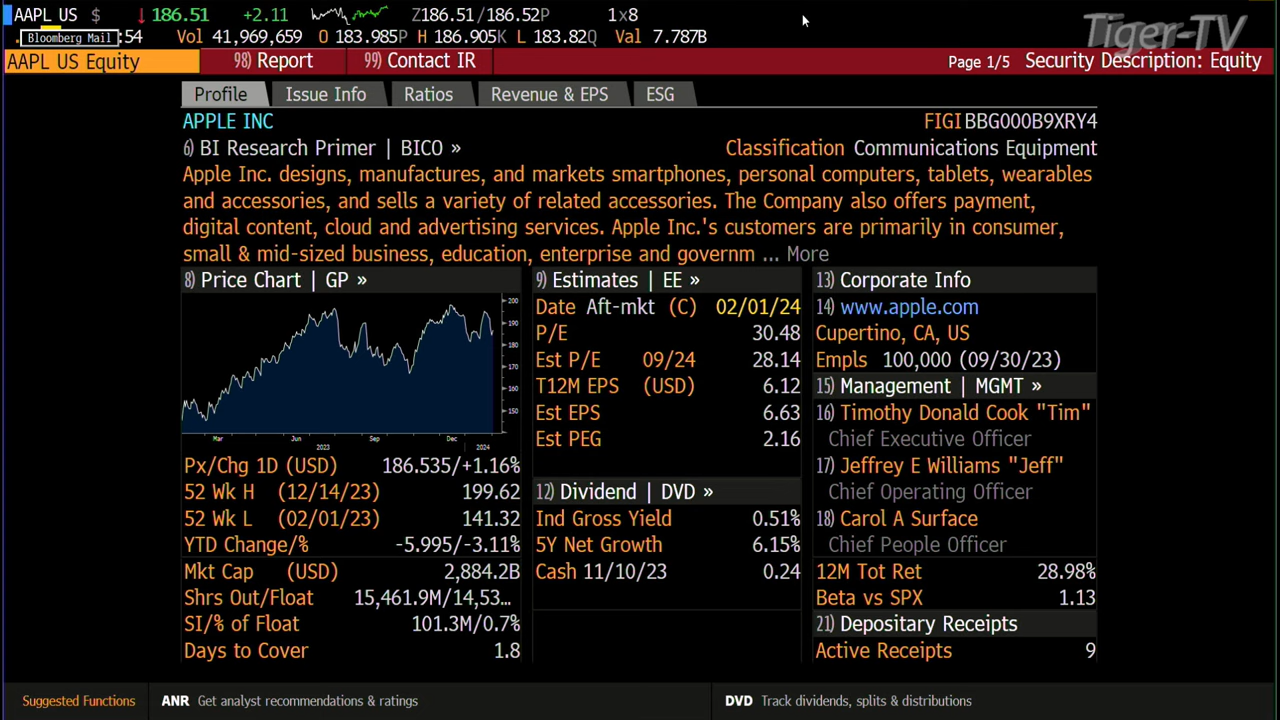 AAPL US $ ↓ 186.51 +2.11 Z186.51/186.52P 1x8
Tiger-TV
Bloomberg Mail :54 Vol 41,969,659 O 183.985P H 186.905K L 183.82Q Val 7.787B
AAPL US Equity 98) Report 99) Contact IR Page 1/5 Security Description: Equity
Profile Issue Info Ratios Revenue & EPS ESG
APPLE INC FIGI BBG000B9XRY4
6) BI Research Primer | BICO » Classification Communications Equipment
Apple Inc. designs, manufactures, and markets smartphones, personal computers, tablets, wearables
and accessories, and sells a variety of related accessories. The Company also offers payment,
digital content, cloud and advertising services. Apple Inc.'s customers are primarily in consumer,
small & mid-sized business, education, enterprise and governm ... More
8) Price Chart | GP »
200
190
180
170
160
150
Mar Jun Sep Dec
2023 2024
Px/Chg 1D (USD) 186.535/+1.16%
52 Wk H (12/14/23) 199.62
52 Wk L (02/01/23) 141.32
YTD Change/% -5.995/-3.11%
Mkt Cap (USD) 2,884.2B
Shrs Out/Float 15,461.9M/14,53...
SI/% of Float 101.3M/0.7%
Days to Cover 1.8
9) Estimates | EE »
Date Aft-mkt (C) 02/01/24
P/E 30.48
Est P/E 09/24 28.14
T12M EPS (USD) 6.12
Est EPS 6.63
Est PEG 2.16
12) Dividend | DVD »
Ind Gross Yield 0.51%
5Y Net Growth 6.15%
Cash 11/10/23 0.24
13) Corporate Info
14) www.apple.com
Cupertino, CA, US
Empls 100,000 (09/30/23)
15) Management | MGMT »
16) Timothy Donald Cook "Tim"
Chief Executive Officer
17) Jeffrey E Williams "Jeff"
Chief Operating Officer
18) Carol A Surface
Chief People Officer
12M Tot Ret 28.98%
Beta vs SPX 1.13
21) Depositary Receipts
Active Receipts 9
Suggested Functions ANR Get analyst recommendations & ratings DVD Track dividends, splits & distributions